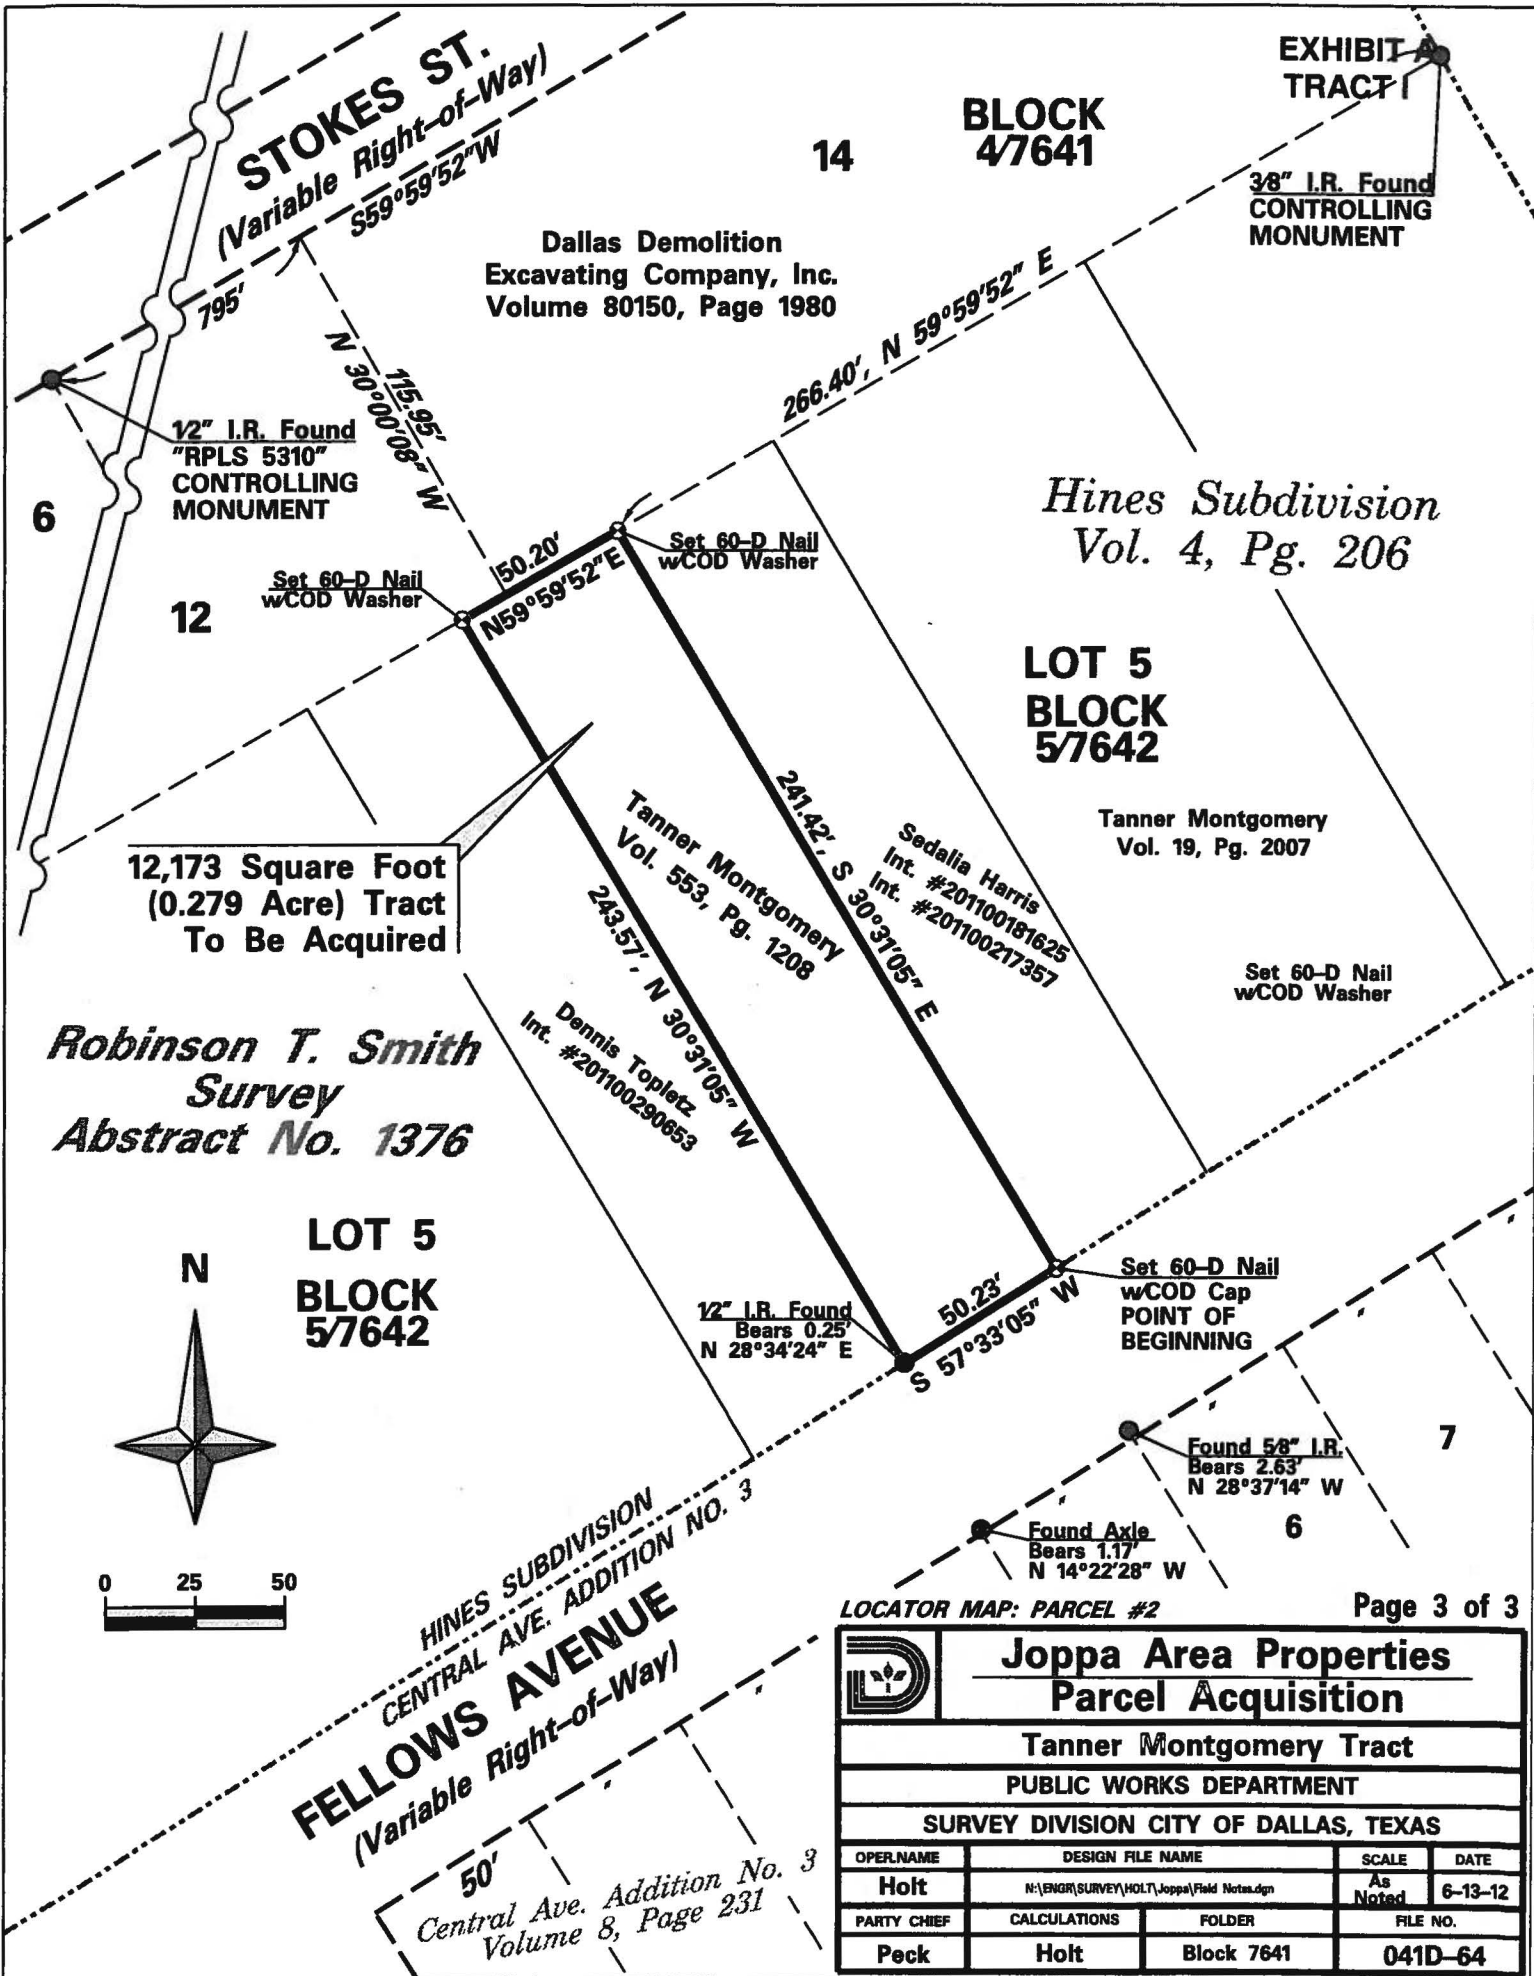 EXHIBIT A
TRACT I
STOKES ST.
(Variable Right-of-Way)
S59°59'52"W
795'
BLOCK
4/7641
14
3/8" I.R. Found
CONTROLLING
MONUMENT
Dallas Demolition
Excavating Company, Inc.
Volume 80150, Page 1980
115.95'
N 30°00'08" W
266.40', N 59°59'52" E
1/2" I.R. Found
"RPLS 5310"
CONTROLLING
MONUMENT
6
12
Hines Subdivision
Vol. 4, Pg. 206
Set 60-D Nail
w/COD Washer
50.20'
N59°59'52"E
Set 60-D Nail
w/COD Washer
LOT 5
BLOCK
5/7642
Tanner Montgomery
Vol. 19, Pg. 2007
12,173 Square Foot
(0.279 Acre) Tract
To Be Acquired
Tanner Montgomery
Vol. 553, Pg. 1208
241.42', S 30°31'05" E
Sedalia Harris
Int. #201100181625
Int. #201100217357
243.57', N 30°31'05" W
Dennis Topletz
Int. #201100290653
Set 60-D Nail
w/COD Washer
Robinson T. Smith
Survey
Abstract No. 1376
LOT 5
BLOCK
5/7642
N
1/2" I.R. Found
Bears 0.25'
N 28°34'24" E
50.23'
S 57°33'05" W
Set 60-D Nail
w/COD Cap
POINT OF
BEGINNING
Found 5/8" I.R.
Bears 2.63'
N 28°37'14" W
7
6
Found Axle
Bears 1.17'
N 14°22'28" W
0 25 50
HINES SUBDIVISION
CENTRAL AVE. ADDITION NO. 3
FELLOWS AVENUE
(Variable Right-of-Way)
50'
Central Ave. Addition No. 3
Volume 8, Page 231
LOCATOR MAP: PARCEL #2
Page 3 of 3
Joppa Area Properties
Parcel Acquisition
Tanner Montgomery Tract
PUBLIC WORKS DEPARTMENT
SURVEY DIVISION CITY OF DALLAS, TEXAS
OPER.NAME DESIGN FILE NAME SCALE DATE
Holt N:\ENGR\SURVEY\HOLT\Joppa\Field Notes.dgn As Noted 6-13-12
PARTY CHIEF CALCULATIONS FOLDER FILE NO.
Peck Holt Block 7641 041D-64